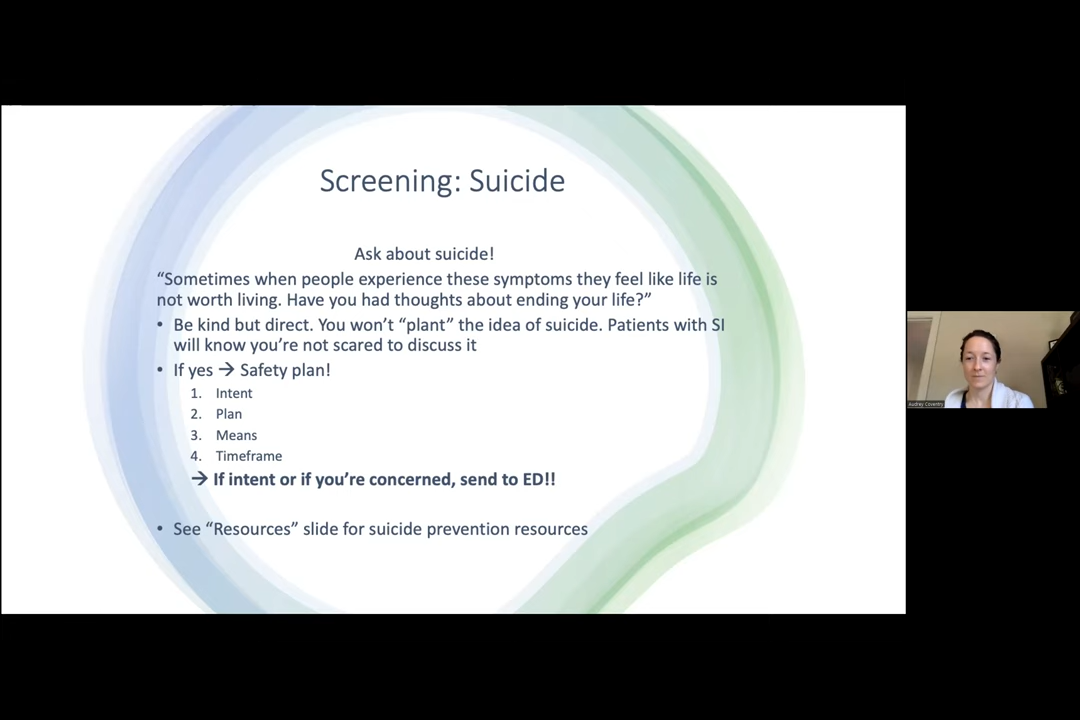 Screening: Suicide
Ask about suicide!
“Sometimes when people experience these symptoms they feel like life is
not worth living. Have you had thoughts about ending your life?”
• Be kind but direct. You won’t “plant” the idea of suicide. Patients with SI
will know you’re not scared to discuss it
• If yes → Safety plan!
1. Intent
2. Plan
3. Means
4. Timeframe
→ If intent or if you’re concerned, send to ED!!
• See “Resources” slide for suicide prevention resources
Audrey Coventry